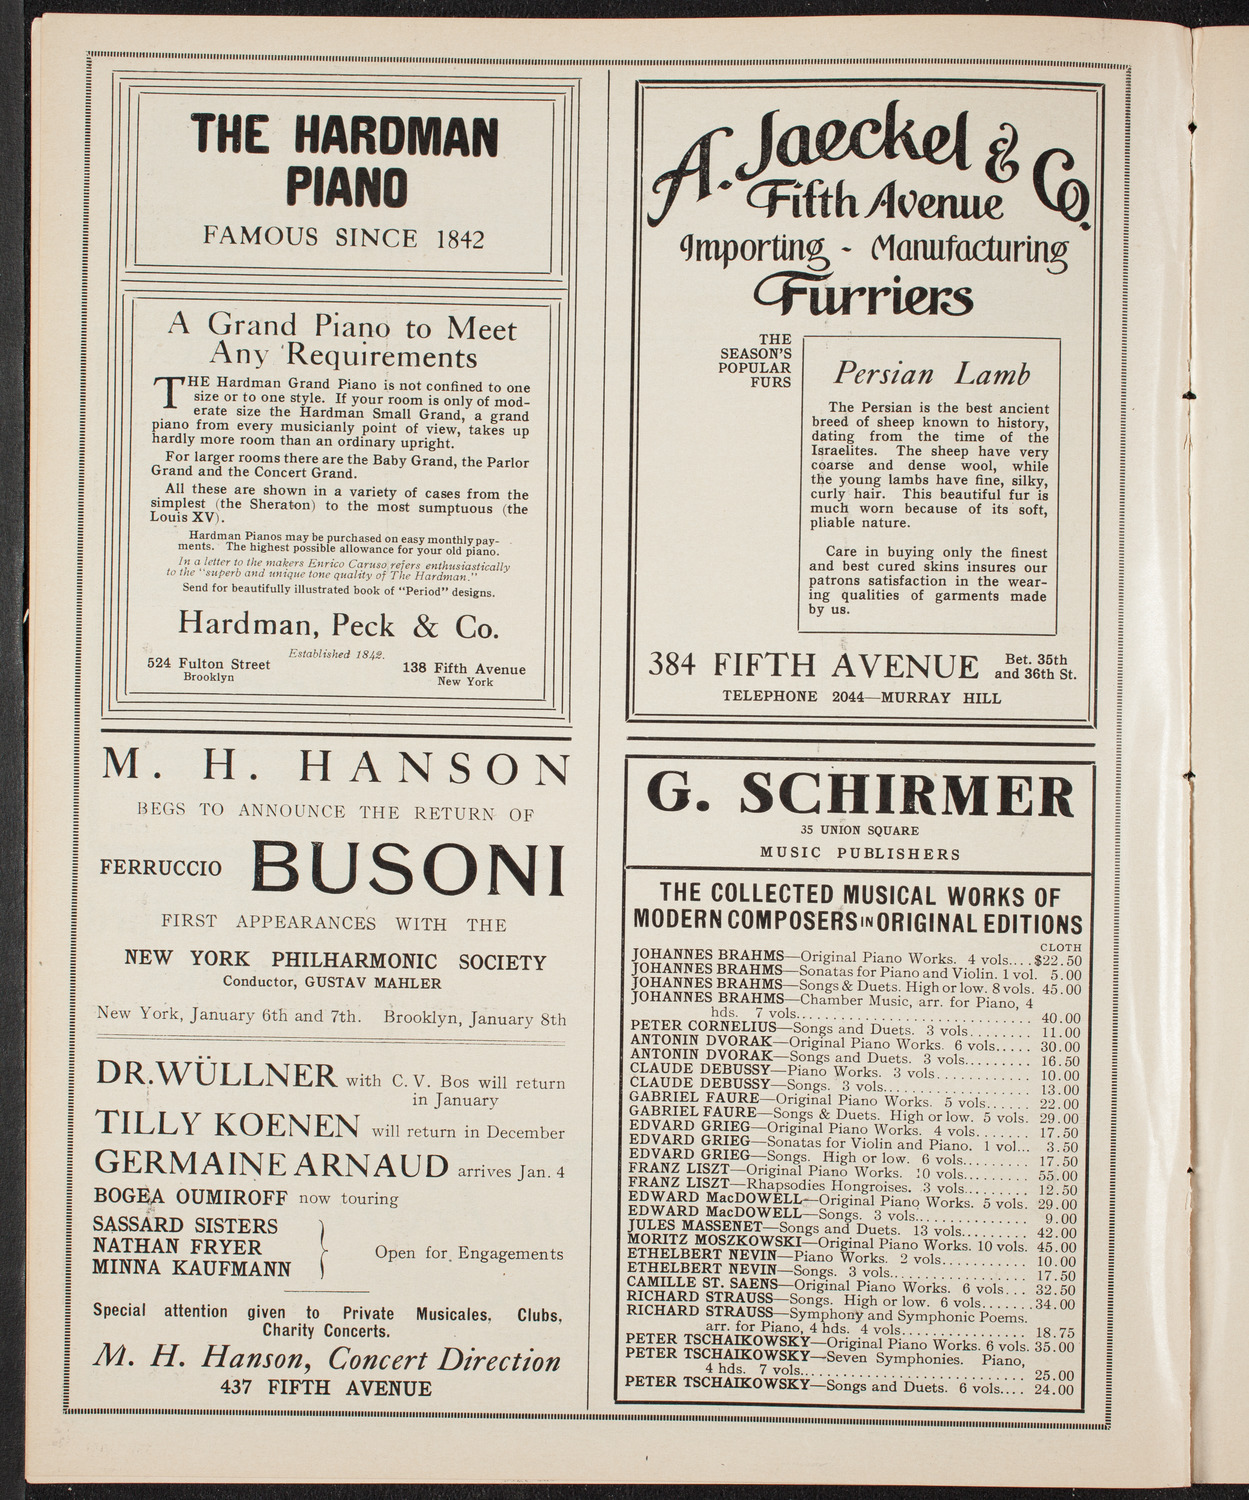 THE HARDMAN
PIANO
FAMOUS SINCE 1842
A Grand Piano to Meet
Any Requirements
THE Hardman Grand Piano is not confined to one
size or to one style. If your room is only of mod-
erate size the Hardman Small Grand, a grand
piano from every musicianly point of view, takes up
hardly more room than an ordinary upright.
For larger rooms there are the Baby Grand, the Parlor
Grand and the Concert Grand.
All these are shown in a variety of cases from the
simplest (the Sheraton) to the most sumptuous (the
Louis XV).
Hardman Pianos may be purchased on easy monthly pay-
ments. The highest possible allowance for your old piano.
In a letter to the makers Enrico Caruso refers enthusiastically
to the "superb and unique tone quality of The Hardman."
Send for beautifully illustrated book of "Period" designs.
Hardman, Peck & Co.
Established 1842.
524 Fulton Street
Brooklyn
138 Fifth Avenue
New York
M. H. HANSON
BEGS TO ANNOUNCE THE RETURN OF
FERRUCCIO BUSONI
FIRST APPEARANCES WITH THE
NEW YORK PHILHARMONIC SOCIETY
Conductor, GUSTAV MAHLER
New York, January 6th and 7th. Brooklyn, January 8th
DR. WÜLLNER with C. V. Bos will return
in January
TILLY KOENEN will return in December
GERMAINE ARNAUD arrives Jan. 4
BOGEA OUMIROFF now touring
SASSARD SISTERS
NATHAN FRYER
MINNA KAUFMANN
Open for Engagements
Special attention given to Private Musicales, Clubs,
Charity Concerts.
M. H. Hanson, Concert Direction
437 FIFTH AVENUE
A. Jaeckel & Co.
Fifth Avenue
Importing - Manufacturing
Furriers
THE
SEASON'S
POPULAR
FURS
Persian Lamb
The Persian is the best ancient
breed of sheep known to history,
dating from the time of the
Israelites. The sheep have very
coarse and dense wool, while
the young lambs have fine, silky,
curly hair. This beautiful fur is
much worn because of its soft,
pliable nature.
Care in buying only the finest
and best cured skins insures our
patrons satisfaction in the wear-
ing qualities of garments made
by us.
384 FIFTH AVENUE Bet. 35th
and 36th St.
TELEPHONE 2044—MURRAY HILL
G. SCHIRMER
35 UNION SQUARE
MUSIC PUBLISHERS
THE COLLECTED MUSICAL WORKS OF
MODERN COMPOSERS IN ORIGINAL EDITIONS
CLOTH
JOHANNES BRAHMS—Original Piano Works. 4 vols.... $22.50
JOHANNES BRAHMS—Sonatas for Piano and Violin. 1 vol. 5.00
JOHANNES BRAHMS—Songs & Duets. High or low. 8 vols. 45.00
JOHANNES BRAHMS—Chamber Music, arr. for Piano, 4
hds. 7 vols. 40.00
PETER CORNELIUS—Songs and Duets. 3 vols. 11.00
ANTONIN DVORAK—Original Piano Works. 6 vols. 30.00
ANTONIN DVORAK—Songs and Duets. 3 vols. 16.50
CLAUDE DEBUSSY—Piano Works. 3 vols. 10.00
CLAUDE DEBUSSY—Songs. 3 vols. 13.00
GABRIEL FAURE—Original Piano Works. 5 vols. 22.00
GABRIEL FAURE—Songs & Duets. High or low. 5 vols. 29.00
EDVARD GRIEG—Original Piano Works. 4 vols. 17.50
EDVARD GRIEG—Sonatas for Violin and Piano. 1 vol... 3.50
EDVARD GRIEG—Songs. High or low. 6 vols. 17.50
FRANZ LISZT—Original Piano Works. 10 vols. 55.00
FRANZ LISZT—Rhapsodies Hongroises. 3 vols. 12.50
EDWARD MacDOWELL—Original Piano Works. 5 vols. 29.00
EDWARD MacDOWELL—Songs. 3 vols. 9.00
JULES MASSENET—Songs and Duets. 13 vols. 42.00
MORITZ MOSZKOWSKI—Original Piano Works. 10 vols. 45.00
ETHELBERT NEVIN—Piano Works. 2 vols. 10.00
ETHELBERT NEVIN—Songs. 3 vols. 17.50
CAMILLE ST. SAENS—Original Piano Works. 6 vols... 32.50
RICHARD STRAUSS—Songs. High or low. 6 vols. 34.00
RICHARD STRAUSS—Symphony and Symphonic Poems.
arr. for Piano, 4 hds. 4 vols. 18.75
PETER TSCHAIKOWSKY—Original Piano Works. 6 vols. 35.00
PETER TSCHAIKOWSKY—Seven Symphonies. Piano,
4 hds. 7 vols. 25.00
PETER TSCHAIKOWSKY—Songs and Duets. 6 vols.... 24.00